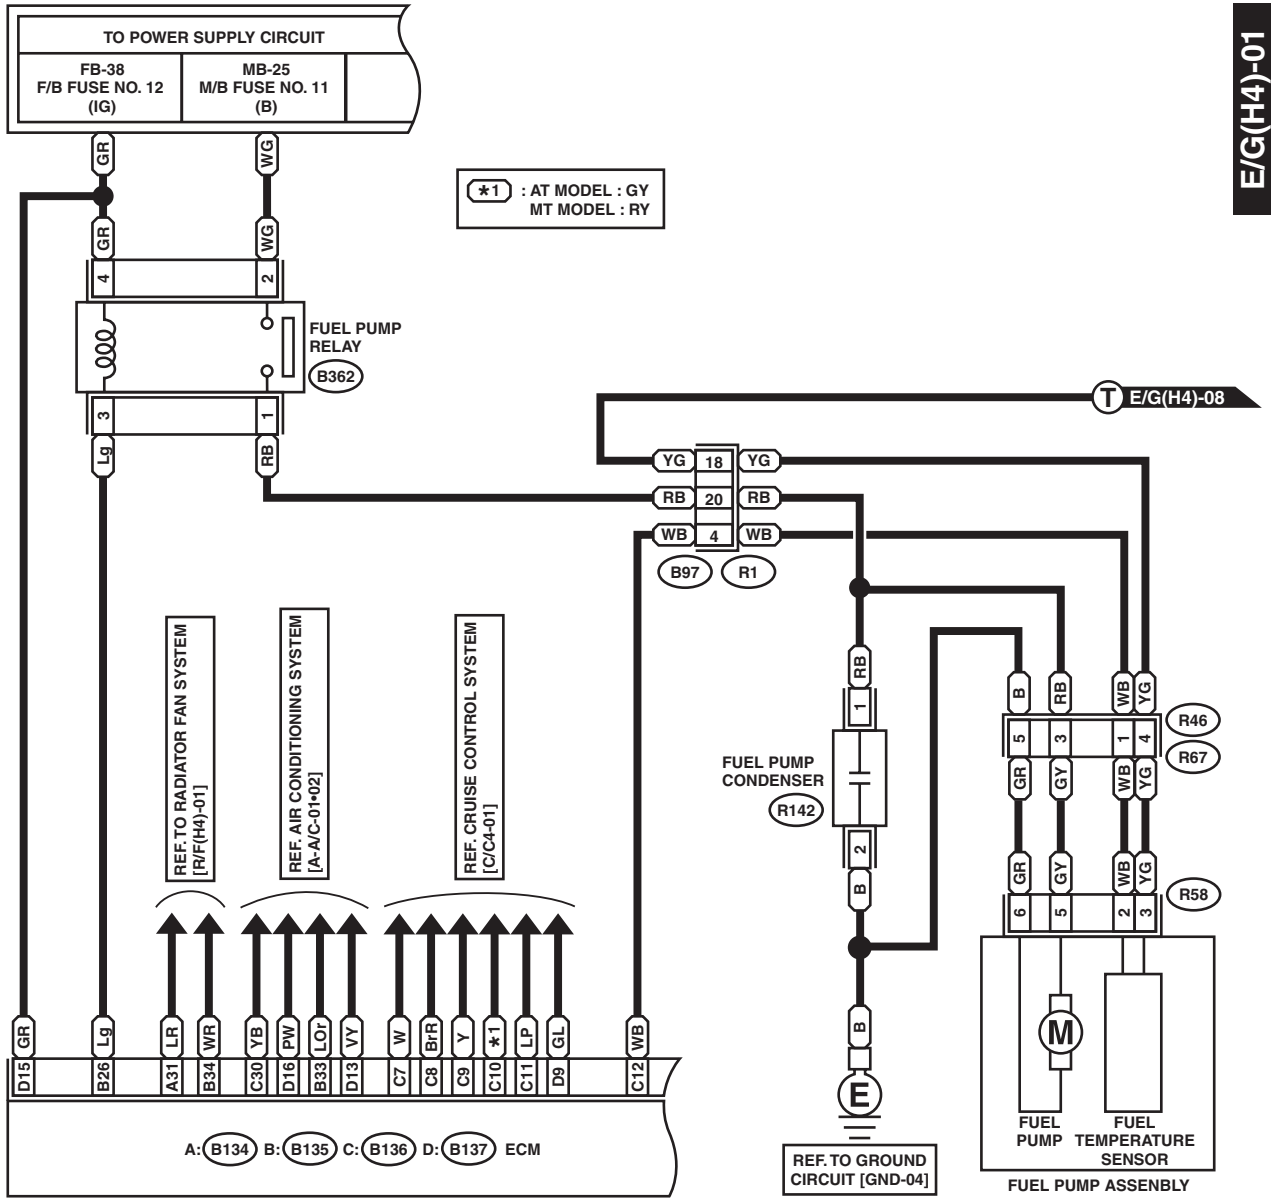 TO POWER SUPPLY CIRCUIT
FB-38
F/B FUSE NO. 12
(IG)
MB-25
M/B FUSE NO. 11
(B)
E/G(H4)-01
GR
WG
*1 : AT MODEL : GY
MT MODEL : RY
GR
WG
4
2
FUEL PUMP
RELAY
B362
3
1
Lg
RB
T E/G(H4)-08
YG 18 YG
RB 20 RB
WB 4 WB
B97 R1
REF. TO RADIATOR FAN SYSTEM
[R/F(H4)-01]
REF. AIR CONDITIONING SYSTEM
[A-A/C-01•02]
REF. CRUISE CONTROL SYSTEM
[C/C4-01]
RB
1
FUEL PUMP
CONDENSER
R142
2
B
B
B RB WB YG
R46
5 3 1 4
R67
GR GY WB YG
GR GY WB YG
R58
6 5 2 3
M
FUEL
PUMP
FUEL
TEMPERATURE
SENSOR
FUEL PUMP ASSENBLY
E
REF. TO GROUND
CIRCUIT [GND-04]
GR Lg LR WR YB PW LOr VY W BrR Y *1 LP GL WB
D15 B26 A31 B34 C30 D16 B33 D13 C7 C8 C9 C10 C11 D9 C12
A: B134 B: B135 C: B136 D: B137 ECM